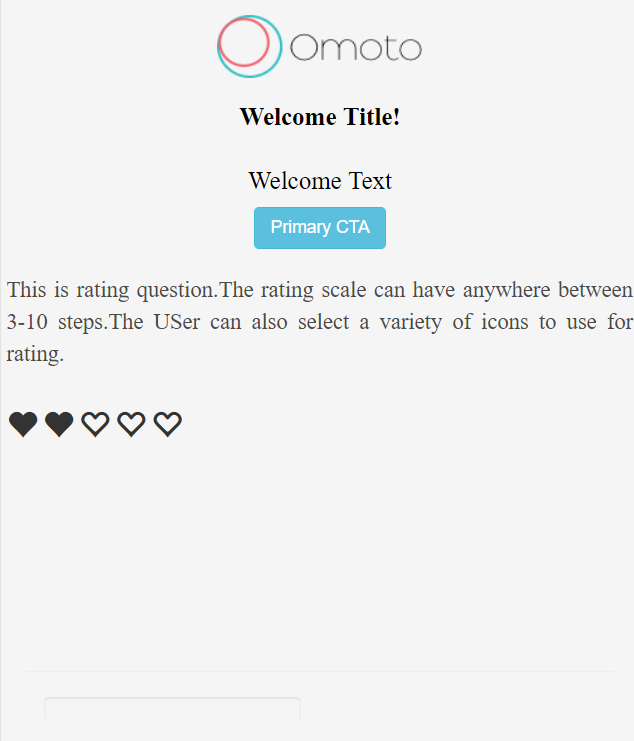 Omoto
Welcome Title!
Welcome Text
Primary CTA
This is rating question.The rating scale can have anywhere between
3-10 steps.The USer can also select a variety of icons to use for
rating.